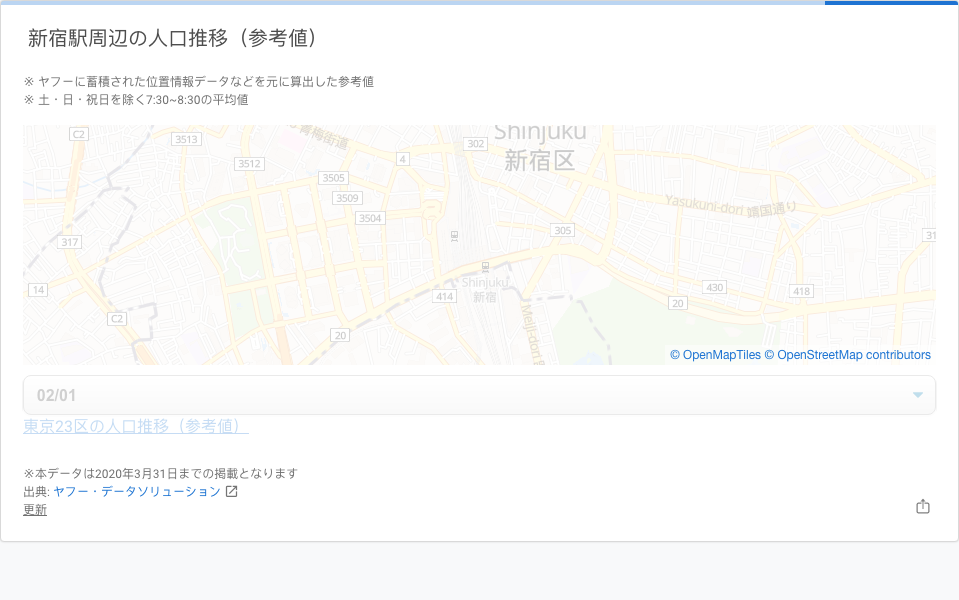 新宿駅周辺の人口推移（参考値）
※ ヤフーに蓄積された位置情報データなどを元に算出した参考値
※ 土・日・祝日を除く7:30~8:30の平均値
Shinjuku
新宿区
C2
3513
青梅街道
302
4
3512
3505
3509
3504
Yasukuni-dori 靖国通り
305
31
317
14
Shinjuku
新宿
414
430
418
20
C2
20
Meiji-dori
© OpenMapTiles © OpenStreetMap contributors
02/01
東京23区の人口推移（参考値）
※本データは2020年3月31日までの掲載となります
出典: ヤフー・データソリューション
更新